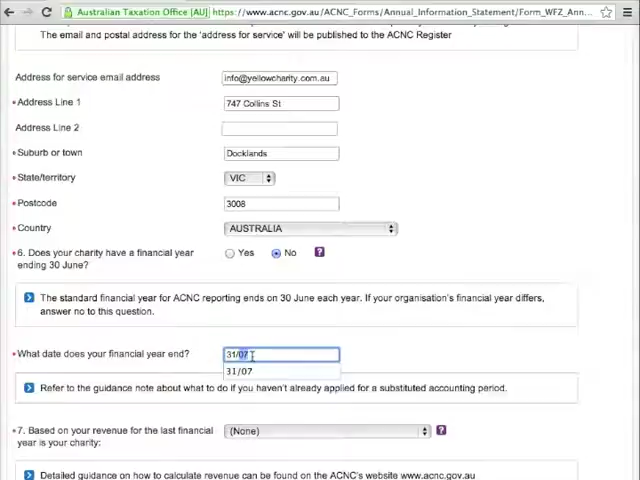 Australian Taxation Office [AU]
https://www.acnc.gov.au/ACNC_Forms/Annual_Information_Statement/Form_WFZ_Ann...
The email and postal address for the 'address for service' will be published to the ACNC Register
Address for service email address info@yellowcharity.com.au
* Address Line 1 747 Collins St
Address Line 2
* Suburb or town Docklands
* State/territory VIC
* Postcode 3008
* Country AUSTRALIA
* 6. Does your charity have a financial year Yes No ?
ending 30 June?
The standard financial year for ACNC reporting ends on 30 June each year. If your organisation's financial year differs,
answer no to this question.
* What date does your financial year end? 31/07
31/07
Refer to the guidance note about what to do if you haven't already applied for a substituted accounting period.
* 7. Based on your revenue for the last financial (None) ?
year is your charity:
Detailed guidance on how to calculate revenue can be found on the ACNC's website www.acnc.gov.au